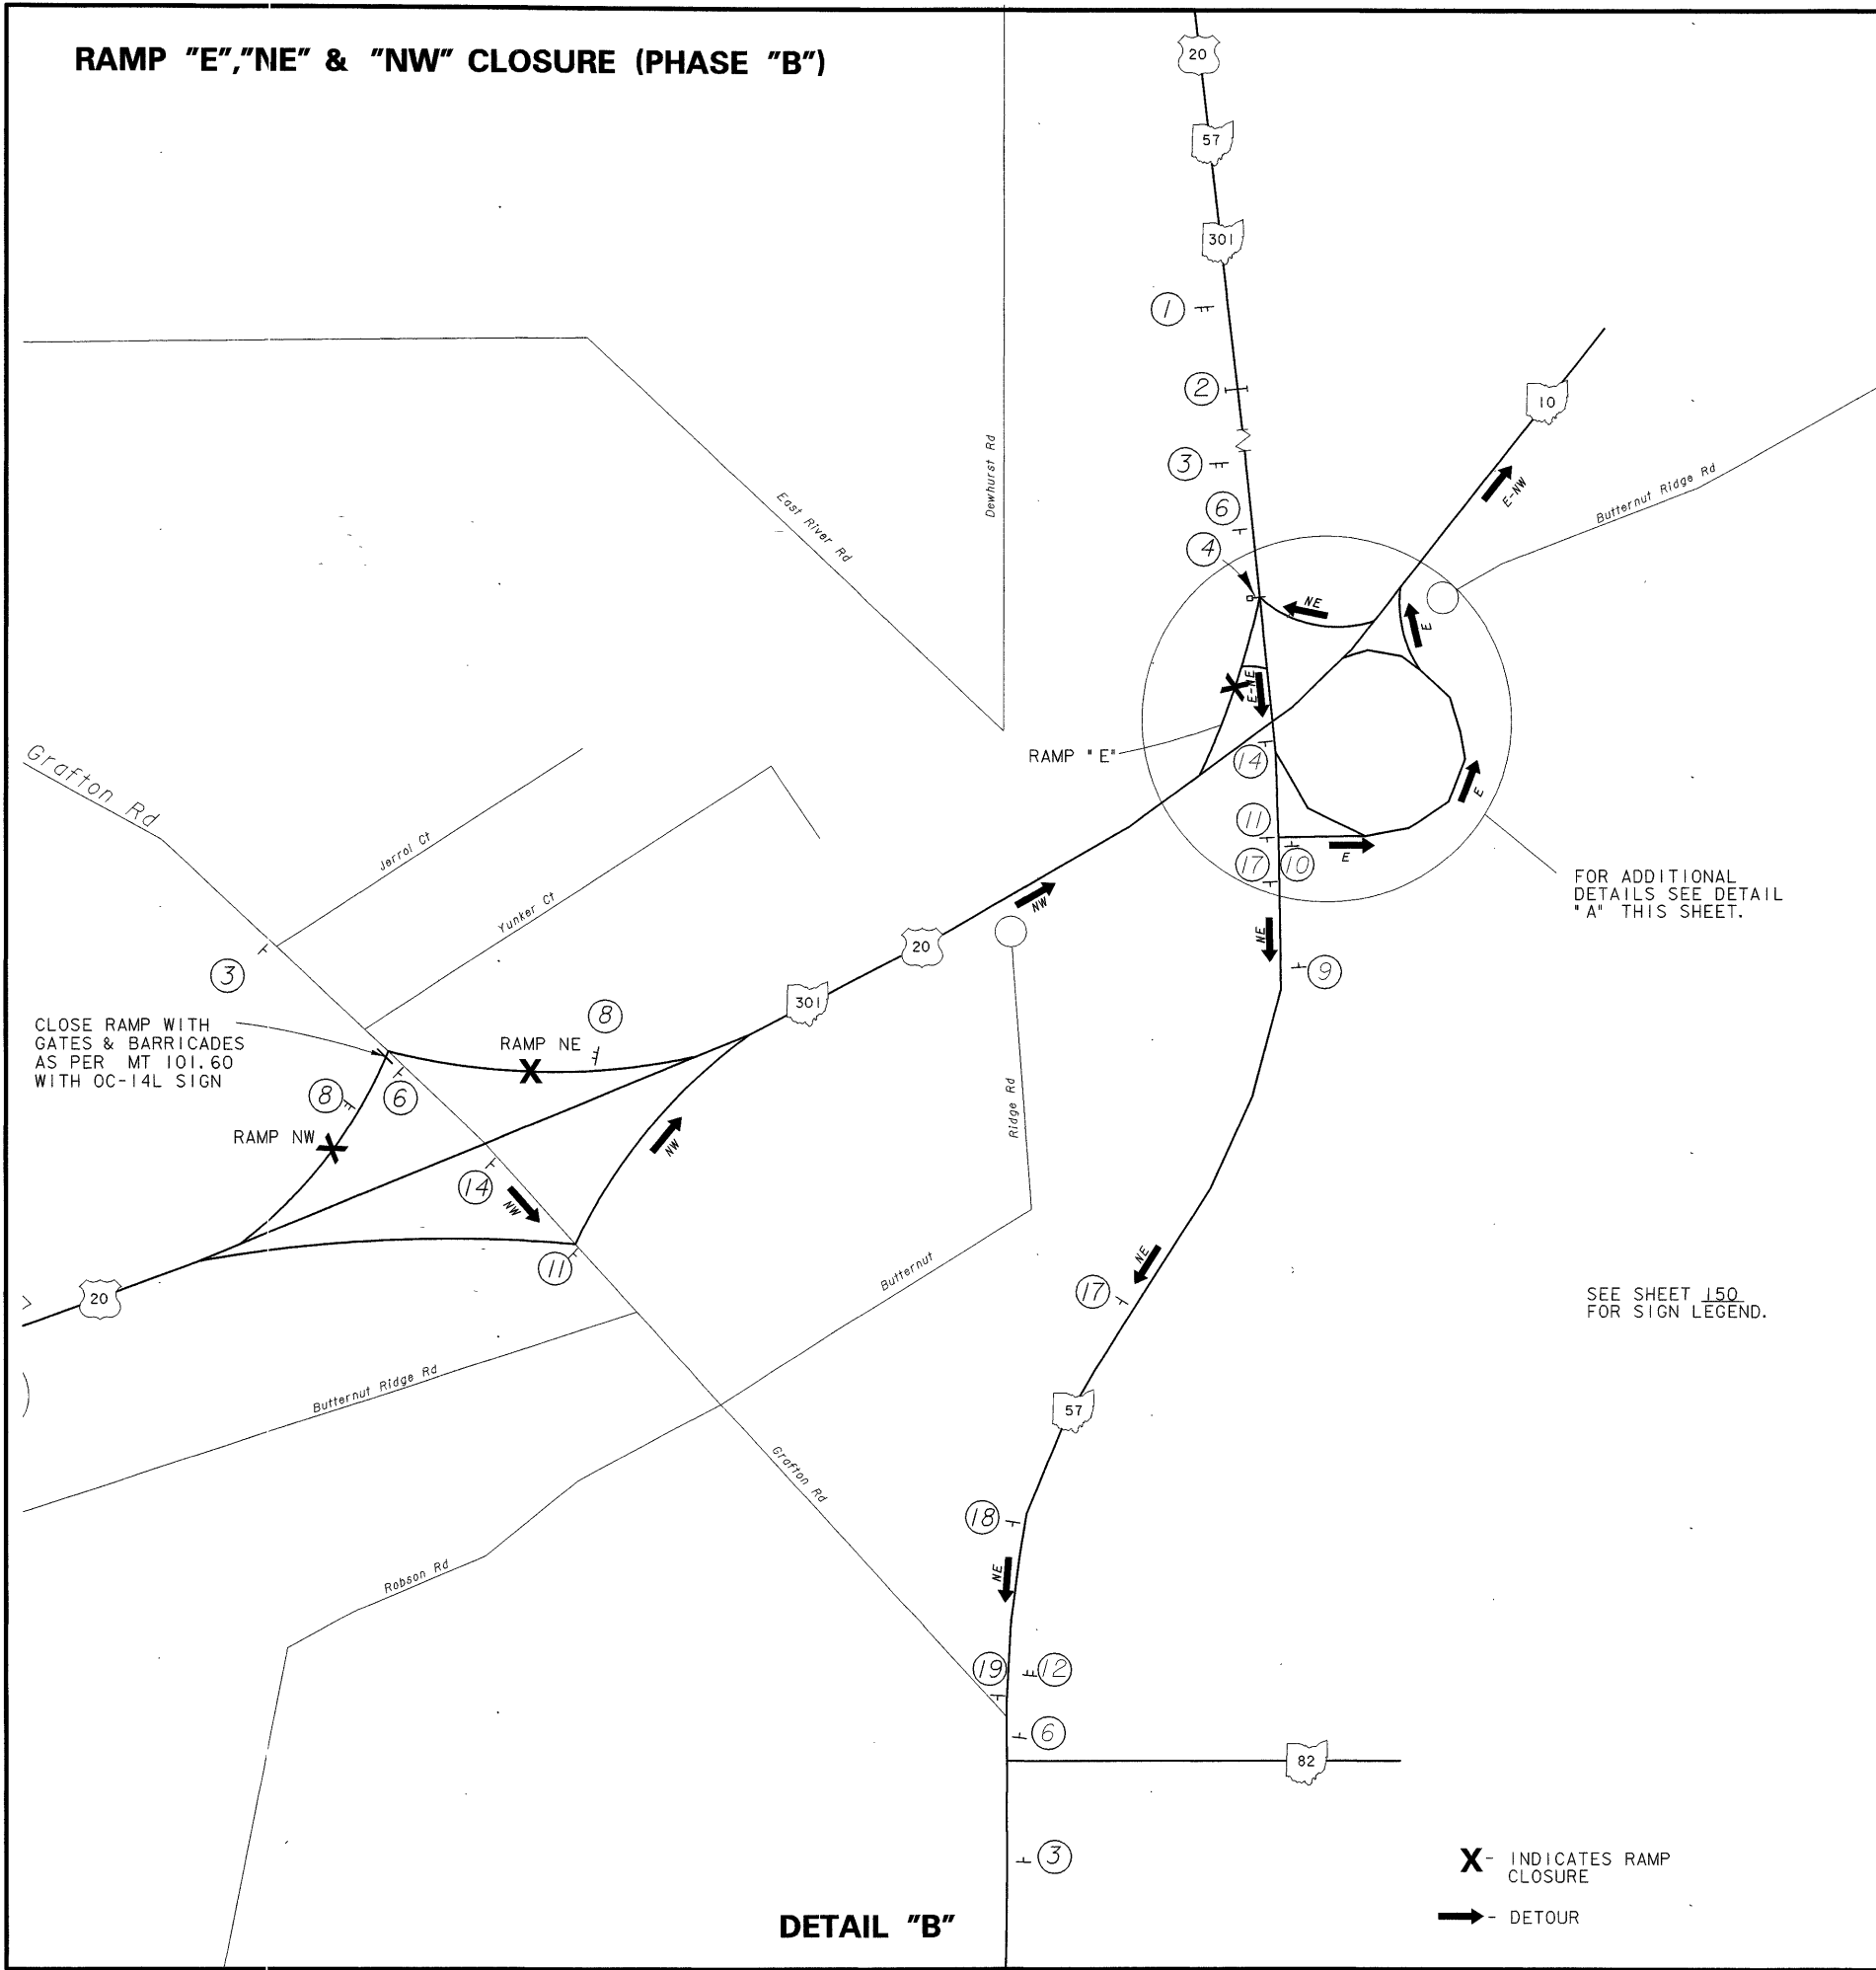 RAMP "E","NE" & "NW" CLOSURE (PHASE "B")
20
57
301
1
2
3
6
4
10
E-NW
Butternut Ridge Rd
Dewhurst Rd
East River Rd
NE
E
E-NE
RAMP "E"
14
E
11
17
10
E
FOR ADDITIONAL
DETAILS SEE DETAIL
"A" THIS SHEET.
NE
9
Grafton Rd
Jerrol Ct
Yunker Ct
3
CLOSE RAMP WITH
GATES & BARRICADES
AS PER MT 101.60
WITH OC-14L SIGN
NW
20
301
8
RAMP NE
8
6
RAMP NW
NW
14
NW
11
20
Ridge Rd
Butternut
Butternut Ridge Rd
NE
17
SEE SHEET 150
FOR SIGN LEGEND.
57
Grafton Rd
18
NE
Robson Rd
19
12
6
82
3
X - INDICATES RAMP
CLOSURE
- DETOUR
DETAIL "B"